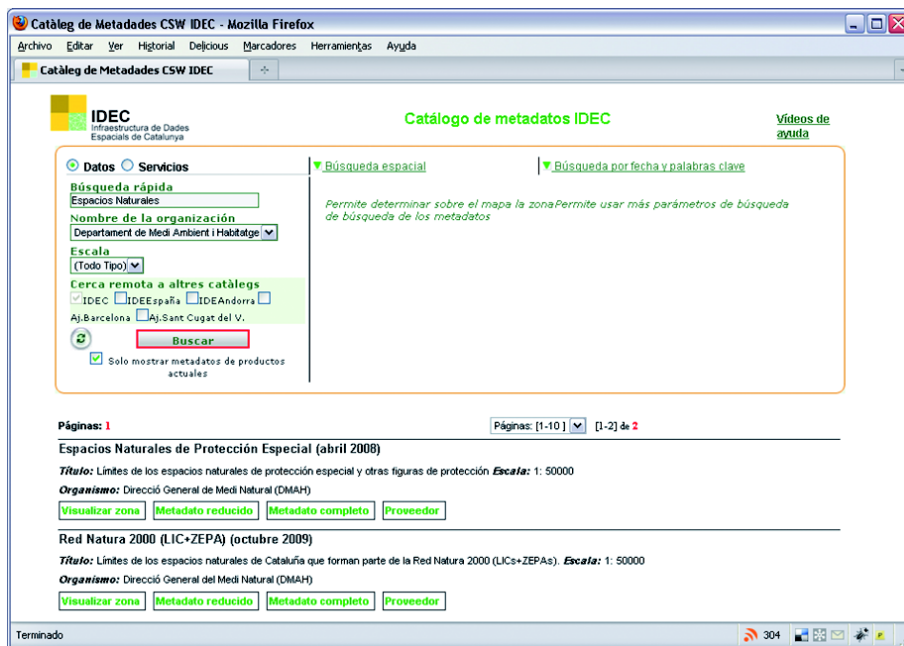 Catàleg de Metadades CSW IDEC - Mozilla Firefox
Archivo Editar Ver Historial Delicious Marcadores Herramientas Ayuda
Catàleg de Metadades CSW IDEC
IDEC
Infraestructura de Dades
Espacials de Catalunya
Catálogo de metadatos IDEC
Vídeos de
ayuda
Datos Servicios
Búsqueda espacial
Búsqueda por fecha y palabras clave
Búsqueda rápida
Espacios Naturales
Permite determinar sobre el mapa la zonaPermite usar más parámetros de búsqueda
de búsqueda de los metadatos
Nombre de la organización
Departament de Medi Ambient i Habitatge
Escala
(Todo Tipo)
Cerca remota a altres catàlegs
IDEC IDEEspaña IDEAndorra
Aj.Barcelona Aj.Sant Cugat del V.
Buscar
Solo mostrar metadatos de productos
actuales
Páginas: 1
Páginas: [1-10 ] [1-2] de 2
Espacios Naturales de Protección Especial (abril 2008)
Título: Límites de los espacios naturales de protección especial y otras figuras de protección Escala: 1: 50000
Organismo: Direcció General de Medi Natural (DMAH)
Visualizar zona Metadato reducido Metadato completo Proveedor
Red Natura 2000 (LIC+ZEPA) (octubre 2009)
Título: Límites de los espacios naturales de Cataluña que forman parte de la Red Natura 2000 (LICs+ZEPAs). Escala: 1: 50000
Organismo: Direcció General del Medi Natural (DMAH)
Visualizar zona Metadato reducido Metadato completo Proveedor
Terminado
304